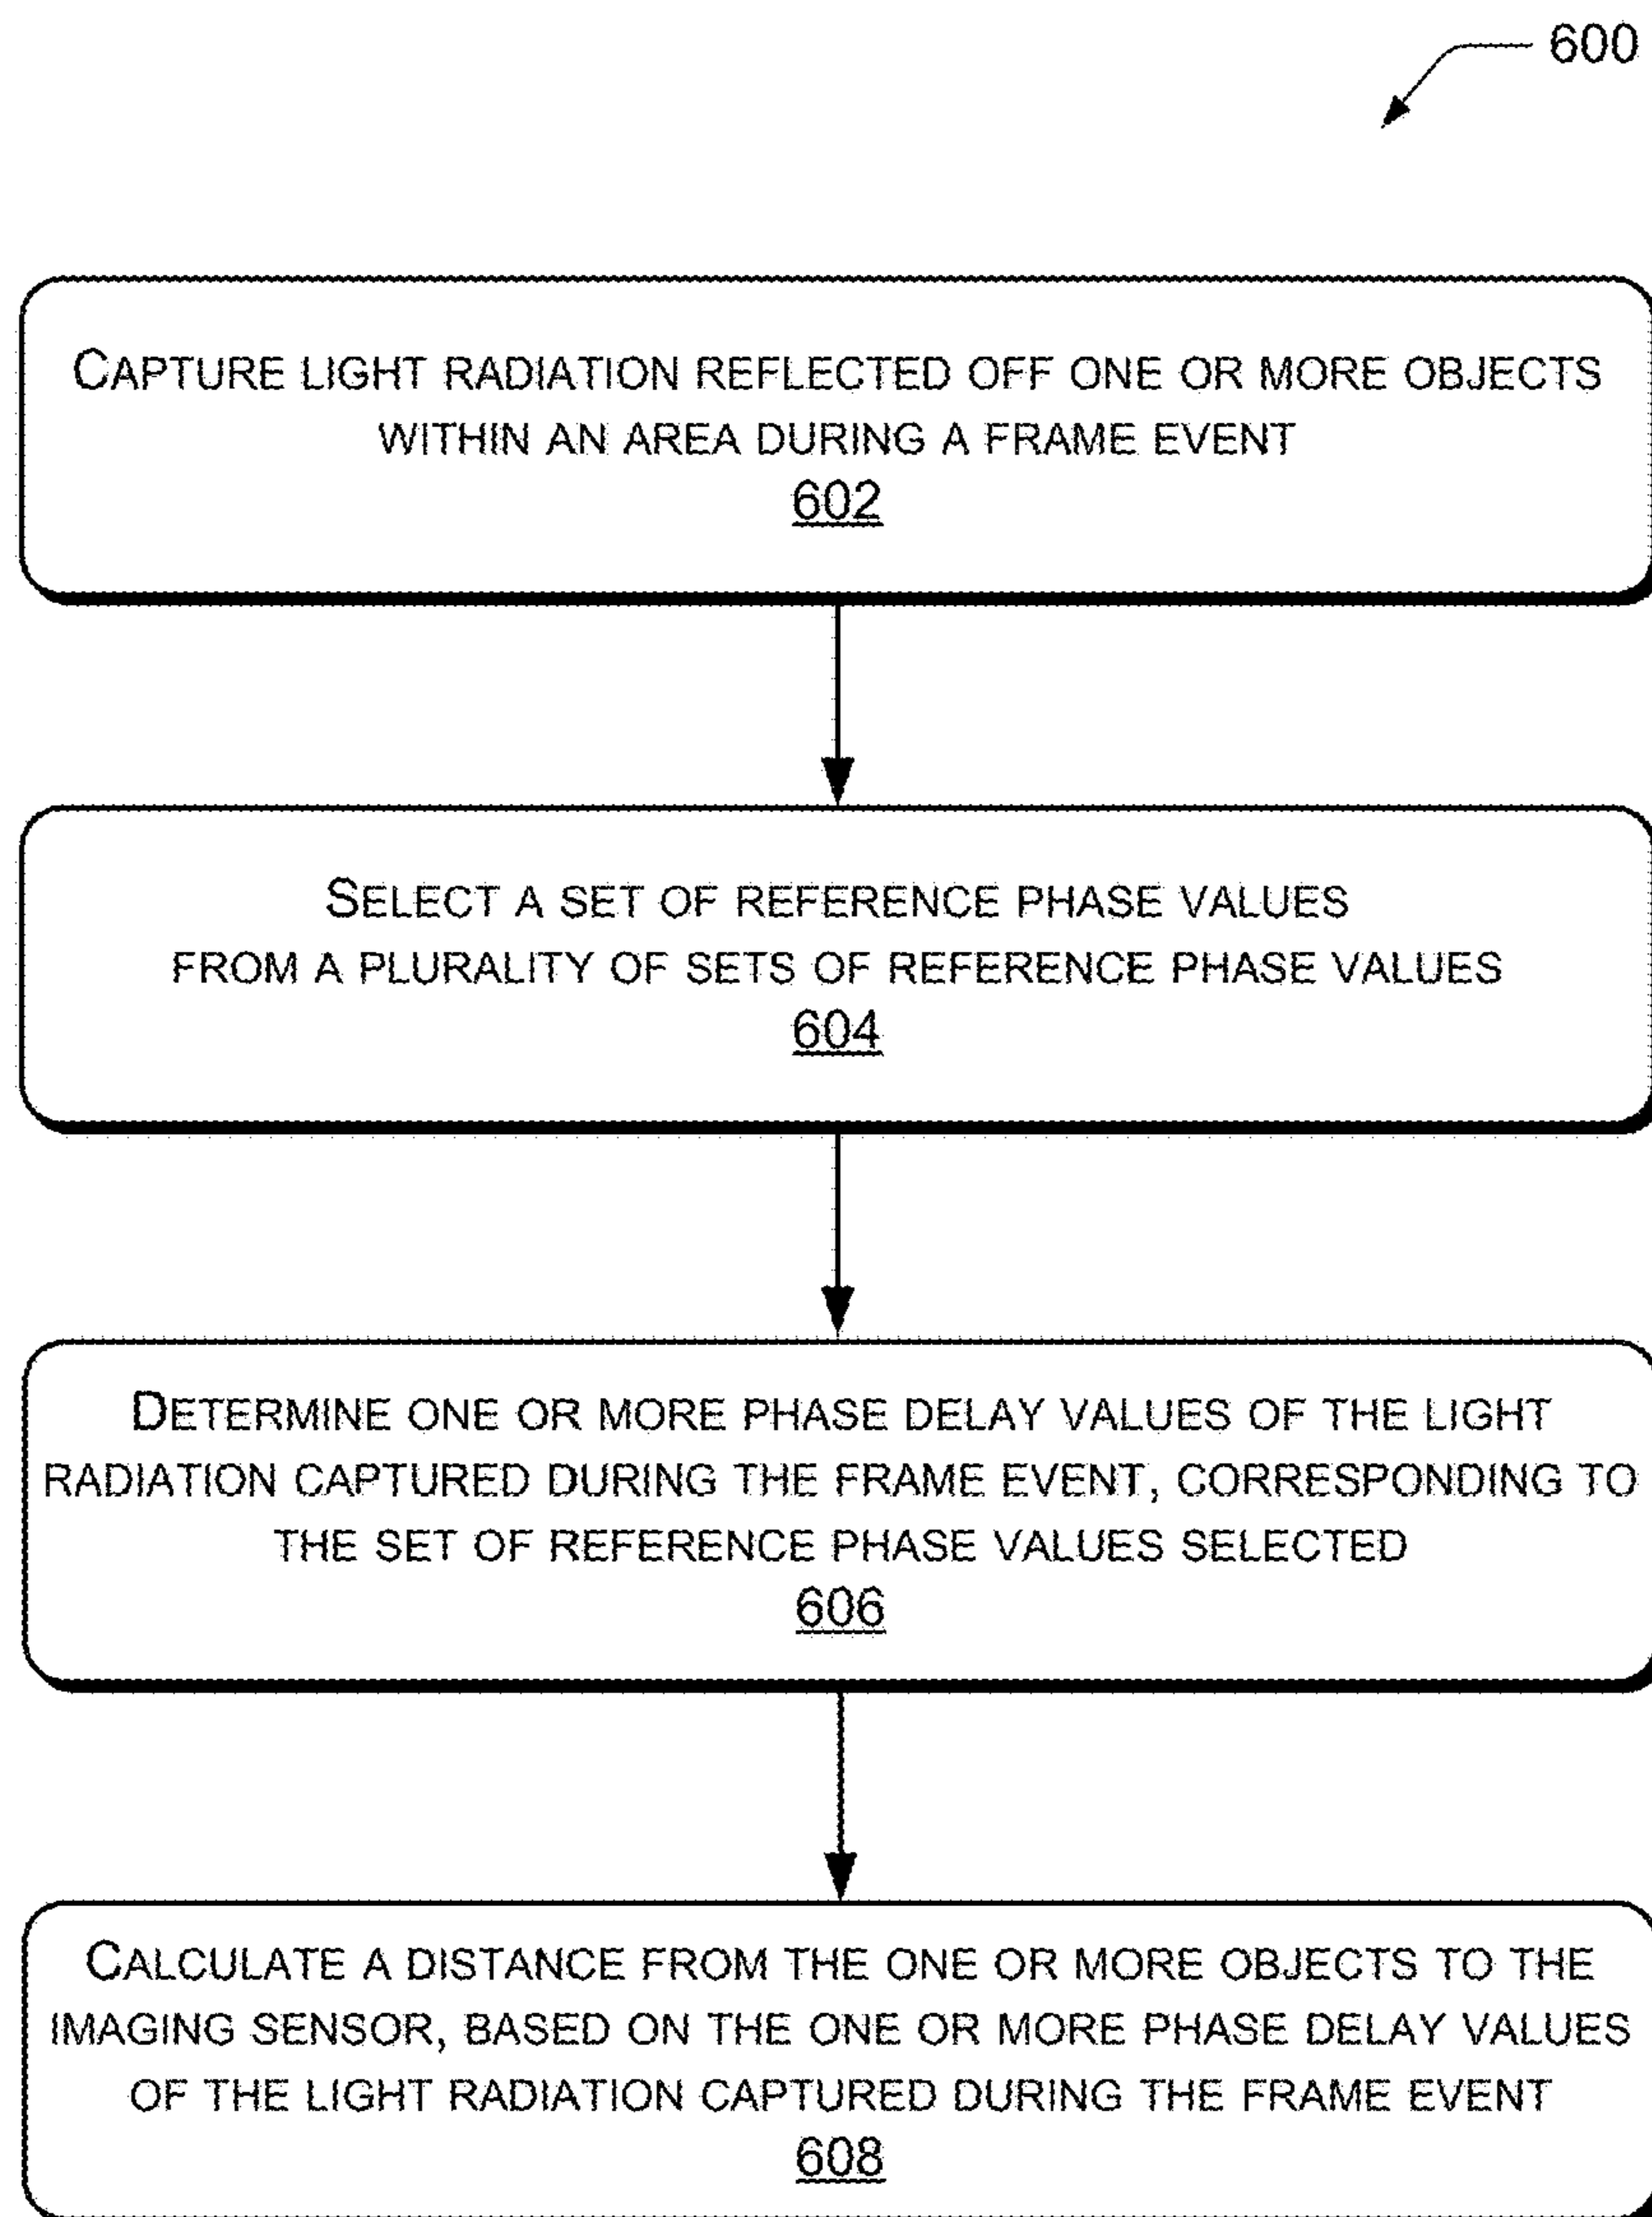 600
CAPTURE LIGHT RADIATION REFLECTED OFF ONE OR MORE OBJECTS
WITHIN AN AREA DURING A FRAME EVENT
602
SELECT A SET OF REFERENCE PHASE VALUES
FROM A PLURALITY OF SETS OF REFERENCE PHASE VALUES
604
DETERMINE ONE OR MORE PHASE DELAY VALUES OF THE LIGHT
RADIATION CAPTURED DURING THE FRAME EVENT, CORRESPONDING TO
THE SET OF REFERENCE PHASE VALUES SELECTED
606
CALCULATE A DISTANCE FROM THE ONE OR MORE OBJECTS TO THE
IMAGING SENSOR, BASED ON THE ONE OR MORE PHASE DELAY VALUES
OF THE LIGHT RADIATION CAPTURED DURING THE FRAME EVENT
608